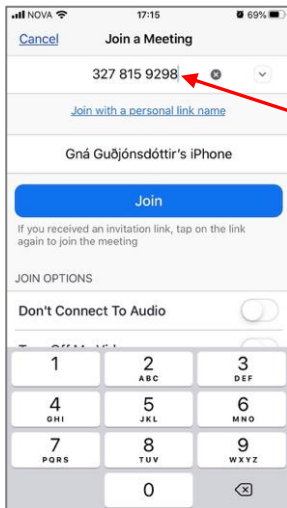 NOVA 17:15 69%
Cancel Join a Meeting
327 815 9298
Join with a personal link name
Gná Guðjónsdóttir's iPhone
Join
If you received an invitation link, tap on the link
again to join the meeting
JOIN OPTIONS
Don't Connect To Audio
1 2 3
ABC DEF
4 5 6
GHI JKL MNO
7 8 9
PQRS TUV WXYZ
0